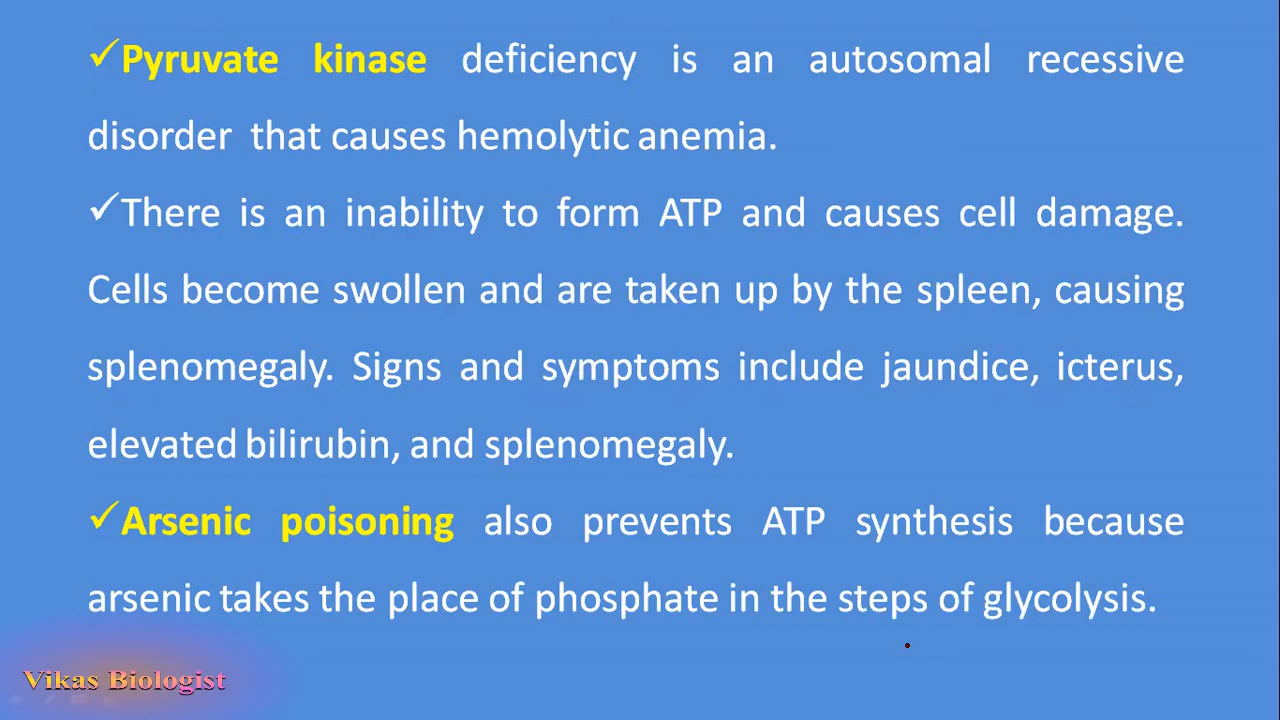 ✓Pyruvate kinase deficiency is an autosomal recessive
disorder that causes hemolytic anemia.
✓There is an inability to form ATP and causes cell damage.
Cells become swollen and are taken up by the spleen, causing
splenomegaly. Signs and symptoms include jaundice, icterus,
elevated bilirubin, and splenomegaly.
✓Arsenic poisoning also prevents ATP synthesis because
arsenic takes the place of phosphate in the steps of glycolysis.
Vikas Biologist